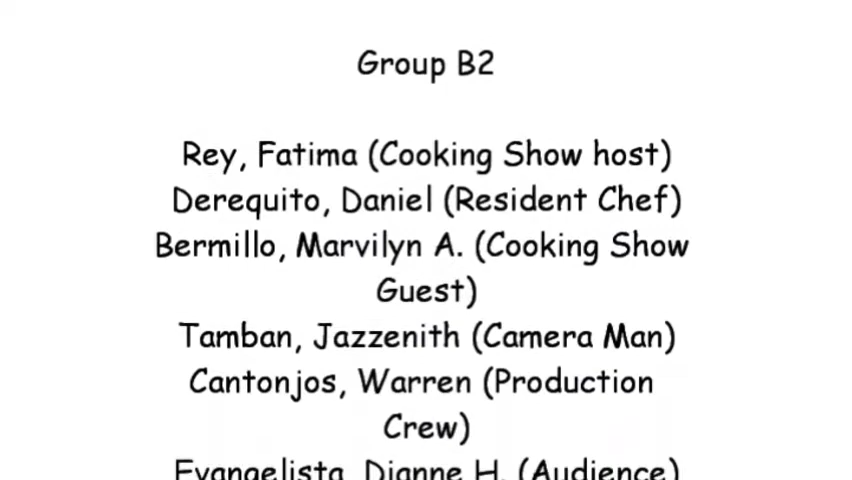 Group B2
Rey, Fatima (Cooking Show host)
Derequito, Daniel (Resident Chef)
Bermillo, Marvilyn A. (Cooking Show
Guest)
Tamban, Jazzenith (Camera Man)
Cantonjos, Warren (Production
Crew)
Evangelista, Dianne H. (Audience)